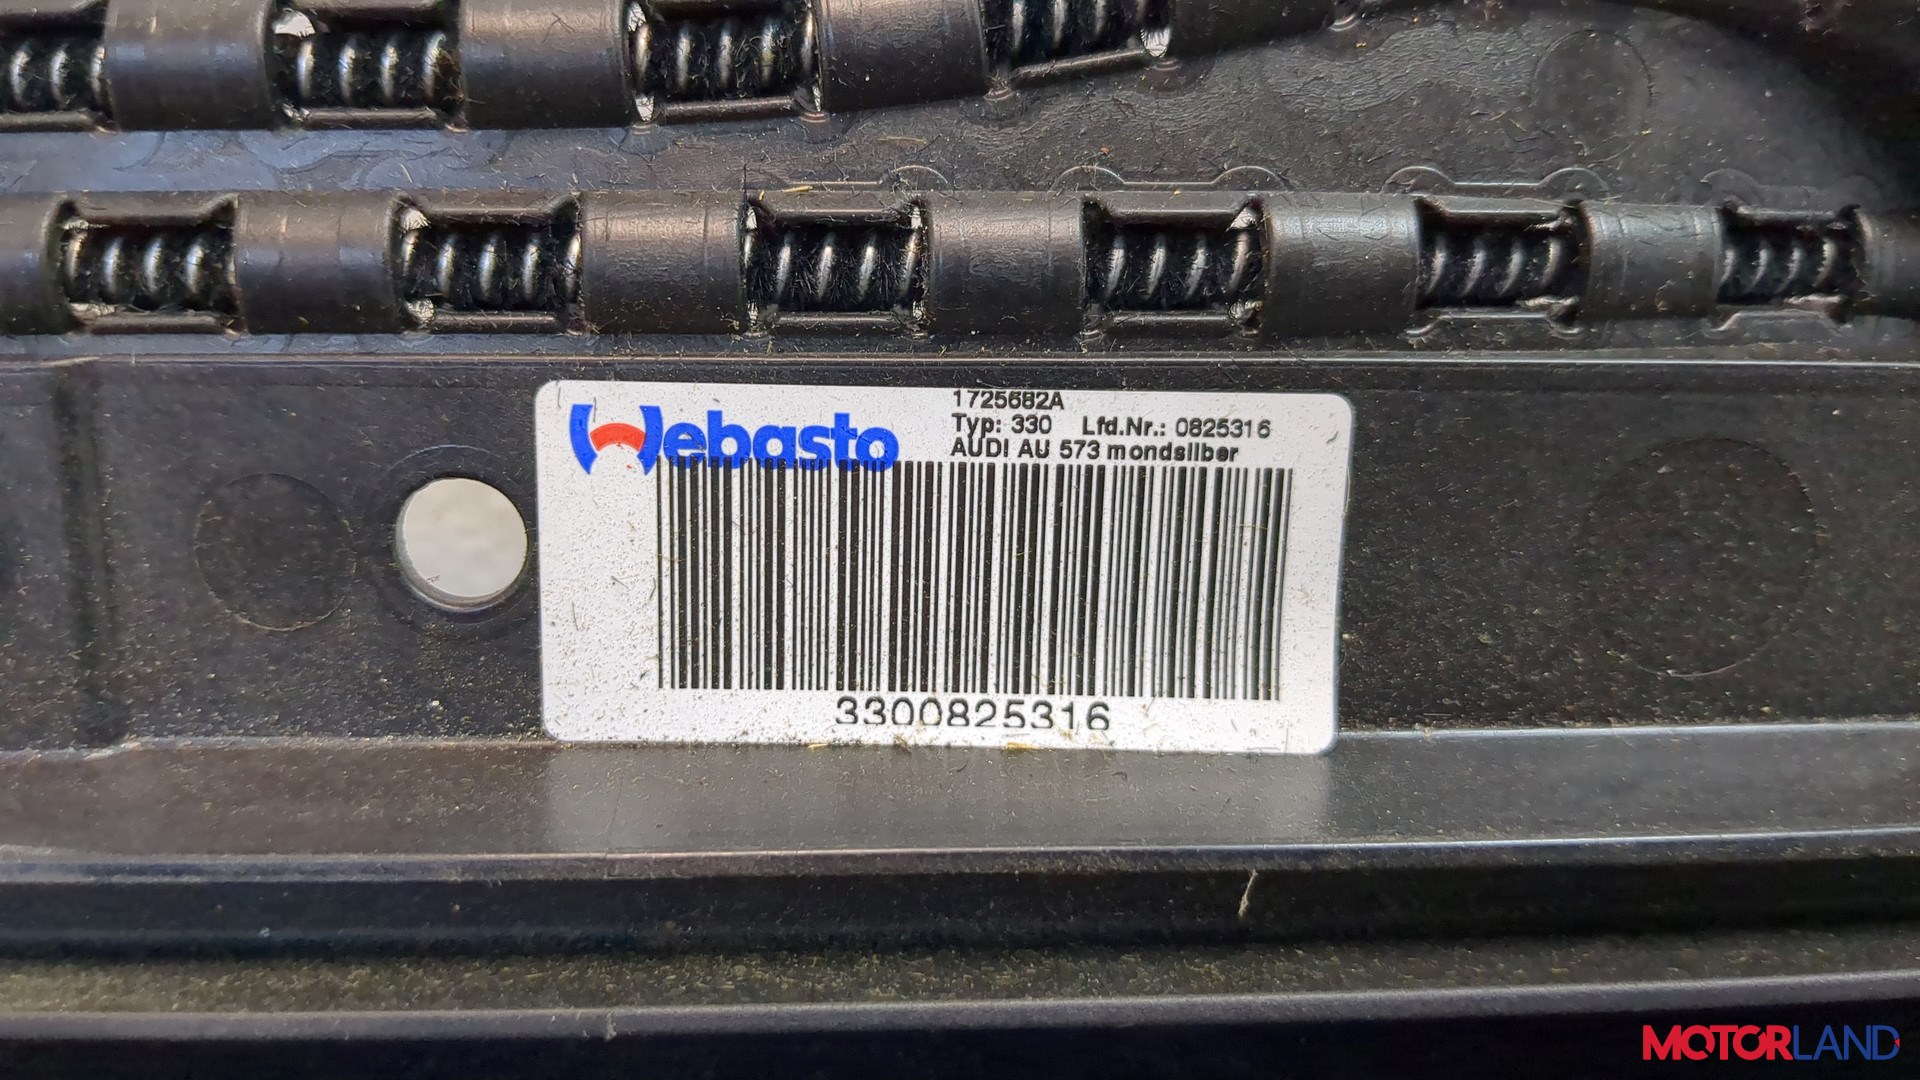 Webasto
1725682A
Typ: 330 Lfd.Nr.: 0825316
AUDI AU 573 mondsilber
3300825316
MOTORLAND